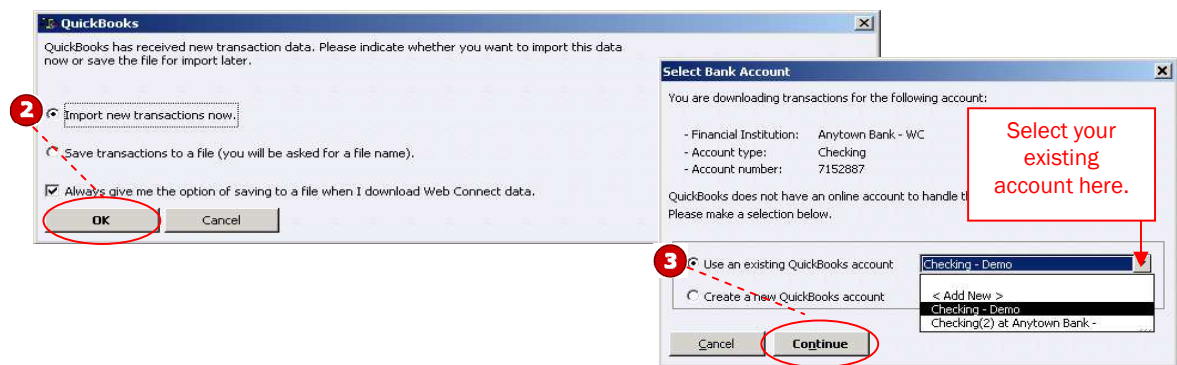 QuickBooks
QuickBooks has received new transaction data. Please indicate whether you want to import this data
now or save the file for import later.
2
Import new transactions now.
Save transactions to a file (you will be asked for a file name).
Always give me the option of saving to a file when I download Web Connect data.
OK Cancel
Select Bank Account
You are downloading transactions for the following account:
- Financial Institution: Anytown Bank - WC
- Account type: Checking
- Account number: 7152887
Select your
existing
account here.
QuickBooks does not have an online account to handle
Please make a selection below.
3
Use an existing QuickBooks account Checking - Demo
Create a new QuickBooks account
< Add New >
Checking - Demo
Checking(2) at Anytown Bank -
Cancel Continue